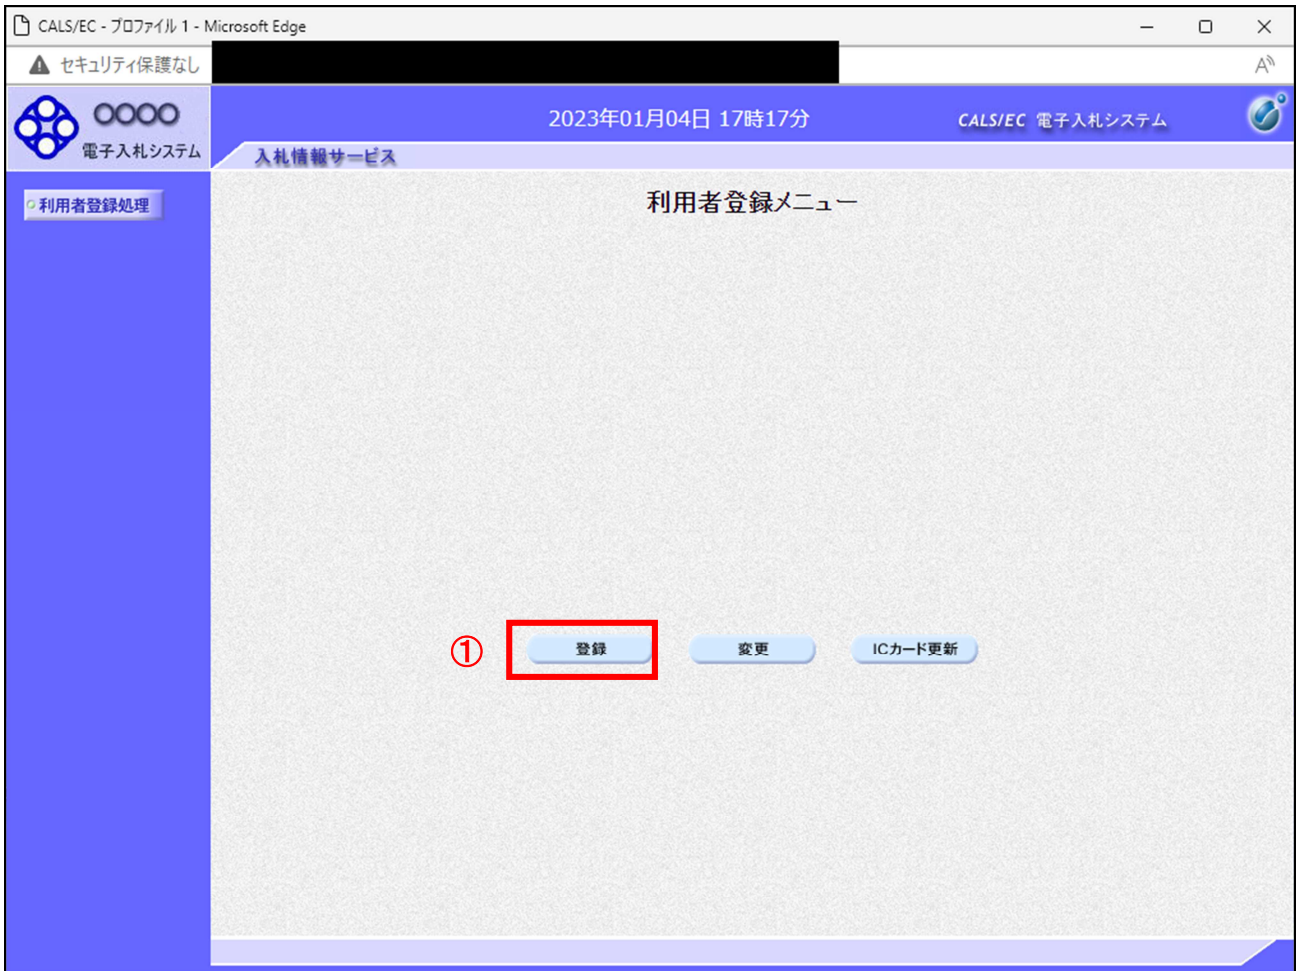 CALS/EC - プロファイル 1 - Microsoft Edge
セキュリティ保護なし
○○○○
電子入札システム
2023年01月04日 17時17分
CALS/EC 電子入札システム
入札情報サービス
利用者登録処理
利用者登録メニュー
① 登録 変更 ICカード更新